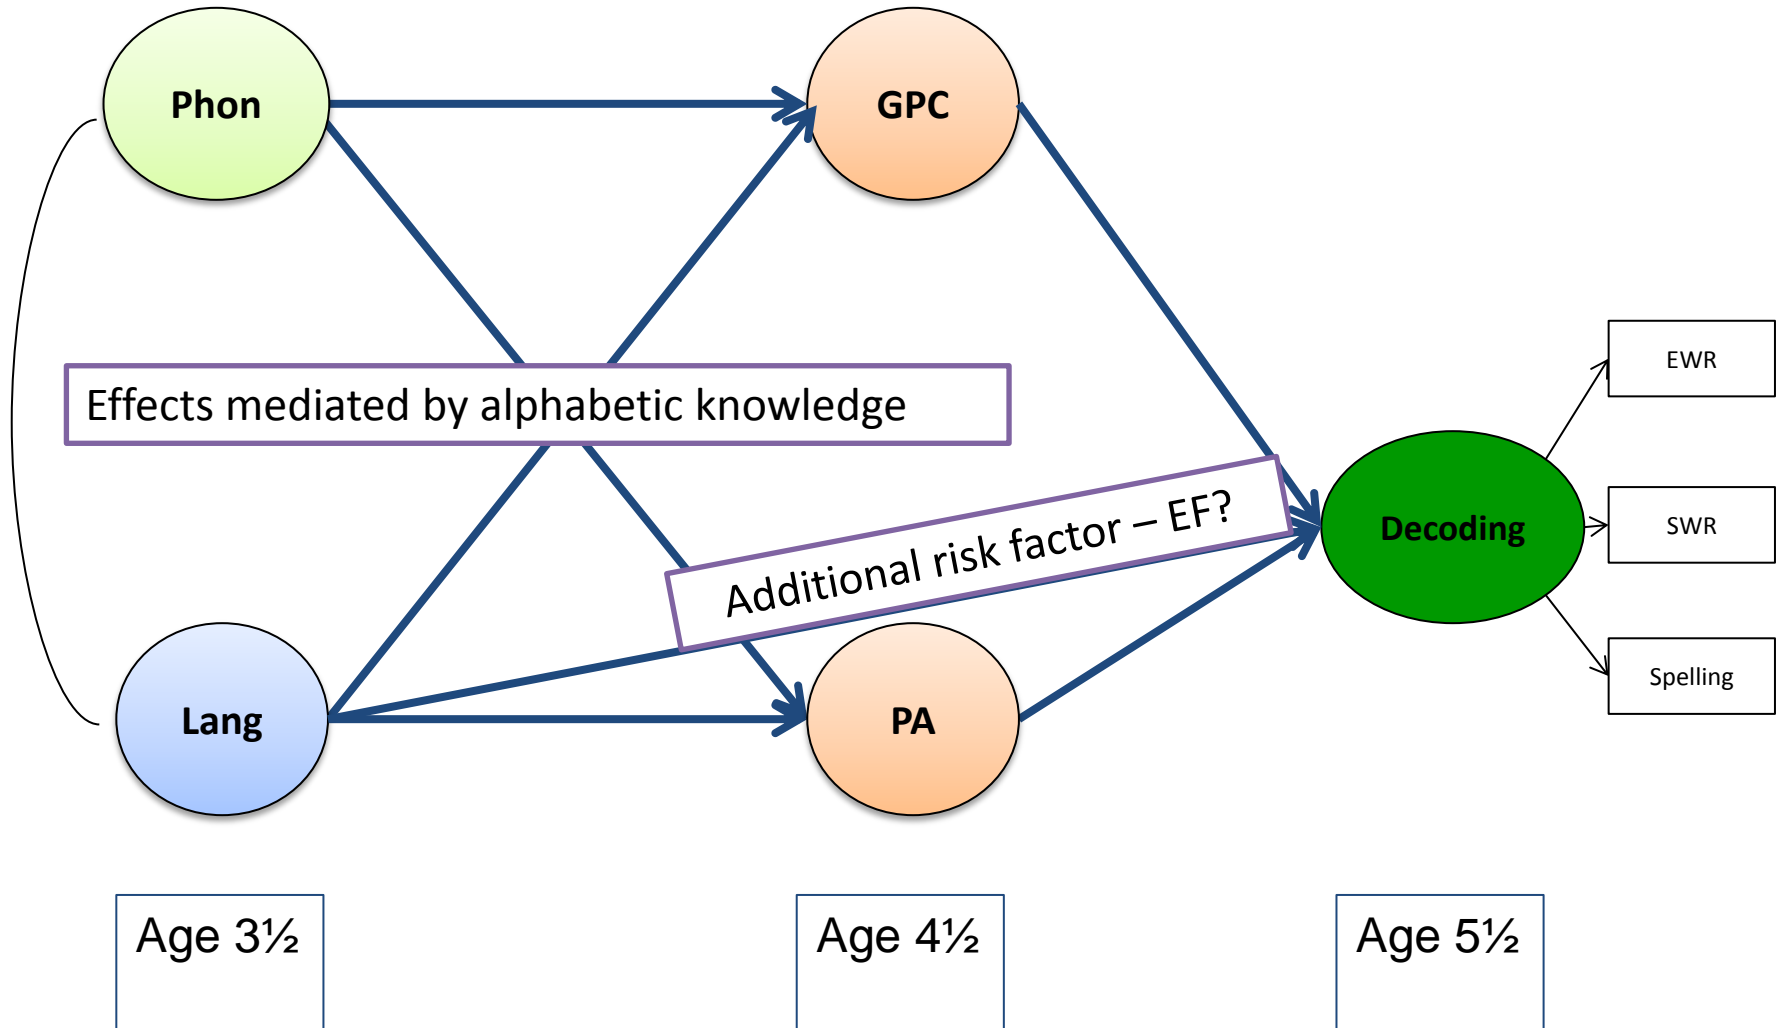 Phon
GPC
EWR
Effects mediated by alphabetic knowledge
Additional risk factor – EF?
Decoding
SWR
Lang
PA
Spelling
Age 3½
Age 4½
Age 5½